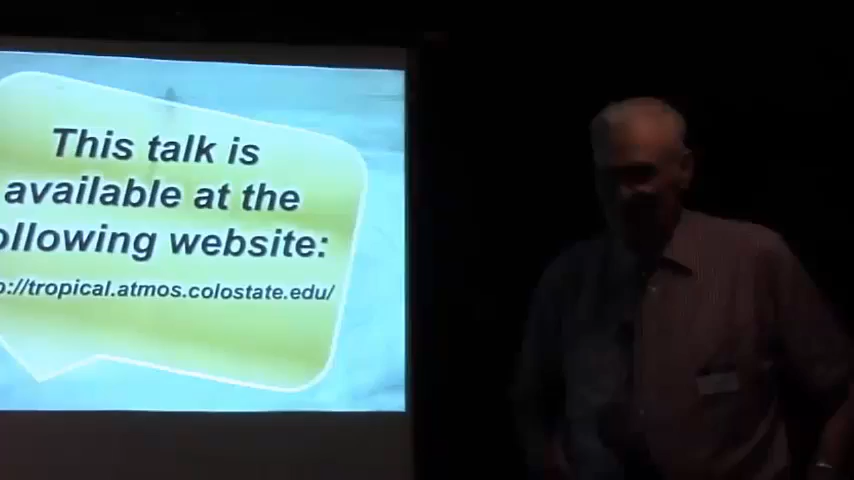 This talk is
available at the
ollowing website:
p://tropical.atmos.colostate.edu/